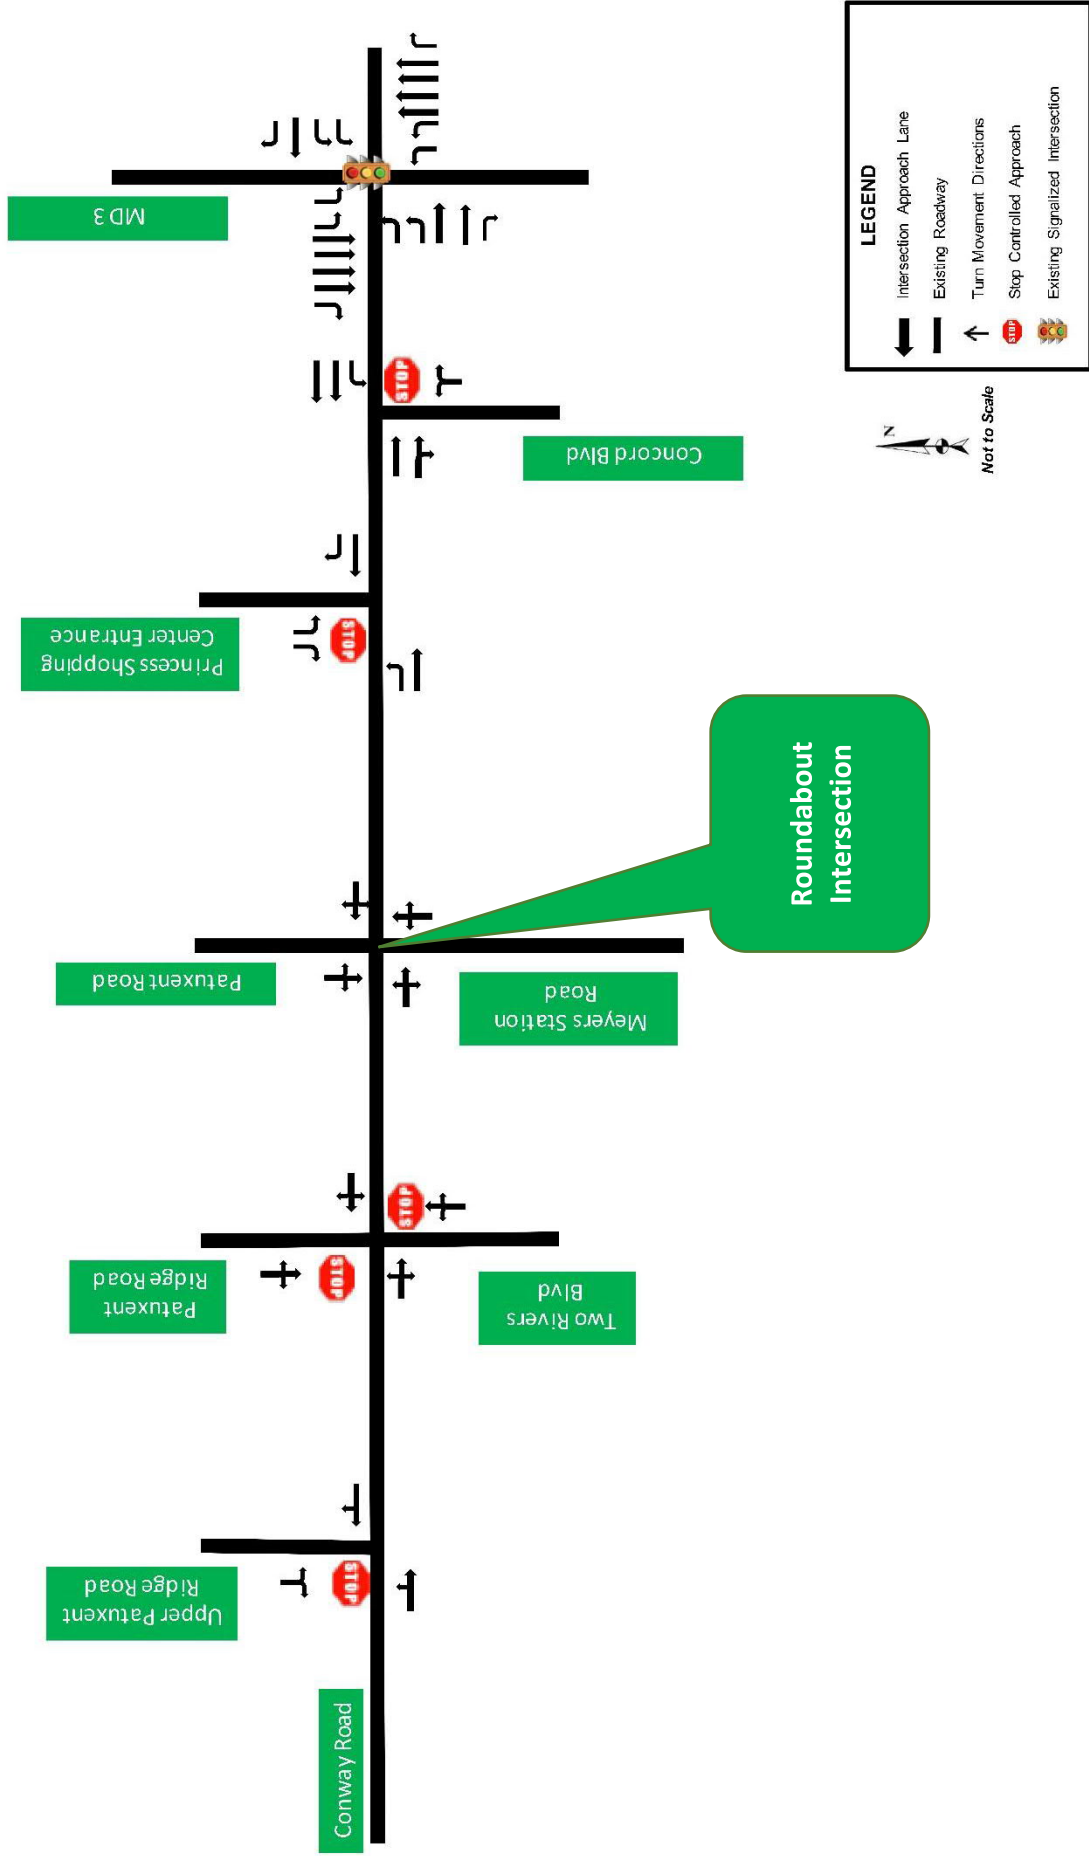 MD 3
Princess Shopping
Center Entrance
Concord Blvd
STOP
STOP
Patuxent Road
Meyers Station
Road
Roundabout
Intersection
Patuxent
Ridge Road
STOP
STOP
Two Rivers
Blvd
Upper Patuxent
Ridge Road
STOP
Conway Road
LEGEND
Intersection Approach Lane
Existing Roadway
Turn Movement Directions
STOP
Stop Controlled Approach
Existing Signalized Intersection
N
Not to Scale